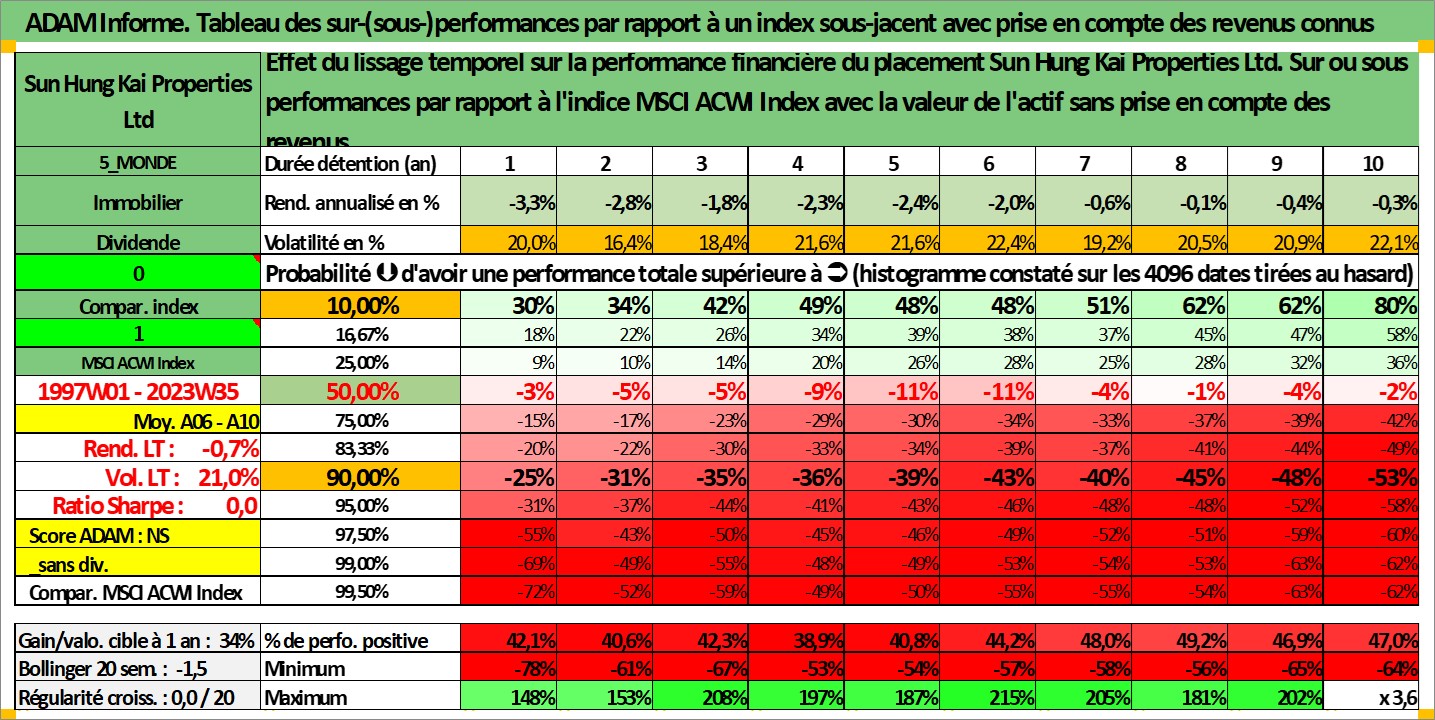 ADAM Informe. Tableau des sur-(sous-)performances par rapport à un index sous-jacent avec prise en compte des revenus connus
Sun Hung Kai Properties Ltd
Effet du lissage temporel sur la performance financière du placement Sun Hung Kai Properties Ltd. Sur ou sous
performances par rapport à l'indice MSCI ACWI Index avec la valeur de l'actif sans prise en compte des
revenus
5_MONDE Durée détention (an) 1 2 3 4 5 6 7 8 9 10
Immobilier Rend. annualisé en % -3,3% -2,8% -1,8% -2,3% -2,4% -2,0% -0,6% -0,1% -0,4% -0,3%
Dividende Volatilité en % 20,0% 16,4% 18,4% 21,6% 21,6% 22,4% 19,2% 20,5% 20,9% 22,1%
0 Probabilité ⮋ d'avoir une performance totale supérieure à ⮊ (histogramme constaté sur les 4096 dates tirées au hasard)
Compar. index 10,00% 30% 34% 42% 49% 48% 48% 51% 62% 62% 80%
1 16,67% 18% 22% 26% 34% 39% 38% 37% 45% 47% 58%
MSCI ACWI Index 25,00% 9% 10% 14% 20% 26% 28% 25% 28% 32% 36%
1997W01 - 2023W35 50,00% -3% -5% -5% -9% -11% -11% -4% -1% -4% -2%
Moy. A06 - A10 75,00% -15% -17% -23% -29% -30% -34% -33% -37% -39% -42%
Rend. LT : -0,7% 83,33% -20% -22% -30% -33% -34% -39% -37% -41% -44% -49%
Vol. LT : 21,0% 90,00% -25% -31% -35% -36% -39% -43% -40% -45% -48% -53%
Ratio Sharpe : 0,0 95,00% -31% -37% -44% -41% -43% -46% -48% -48% -52% -58%
Score ADAM : NS 97,50% -55% -43% -50% -45% -46% -49% -52% -51% -59% -60%
_sans div. 99,00% -69% -49% -55% -48% -49% -53% -54% -53% -63% -62%
Compar. MSCI ACWI Index 99,50% -72% -52% -59% -49% -50% -55% -55% -54% -63% -62%
Gain/valo. cible à 1 an : 34% % de perfo. positive 42,1% 40,6% 42,3% 38,9% 40,8% 44,2% 48,0% 49,2% 46,9% 47,0%
Bollinger 20 sem. : -1,5 Minimum -78% -61% -67% -53% -54% -57% -58% -56% -65% -64%
Régularité croiss. : 0,0 / 20 Maximum 148% 153% 208% 197% 187% 215% 205% 181% 202% x 3,6